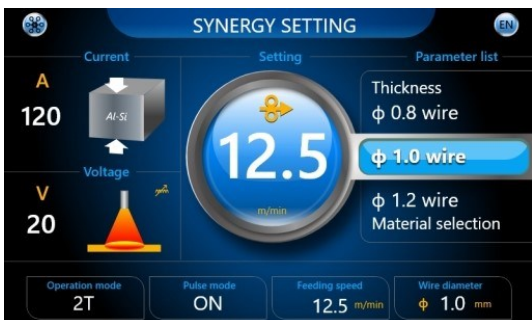 SYNERGY SETTING
EN
Current
A
120
Al-Si
Voltage
V
20
Setting
12.5
m/min
Parameter list
Thickness
ϕ 0.8 wire
ϕ 1.0 wire
ϕ 1.2 wire
Material selection
Operation mode
2T
Pulse mode
ON
Feeding speed
12.5 m/min
Wire diameter
ϕ 1.0 mm